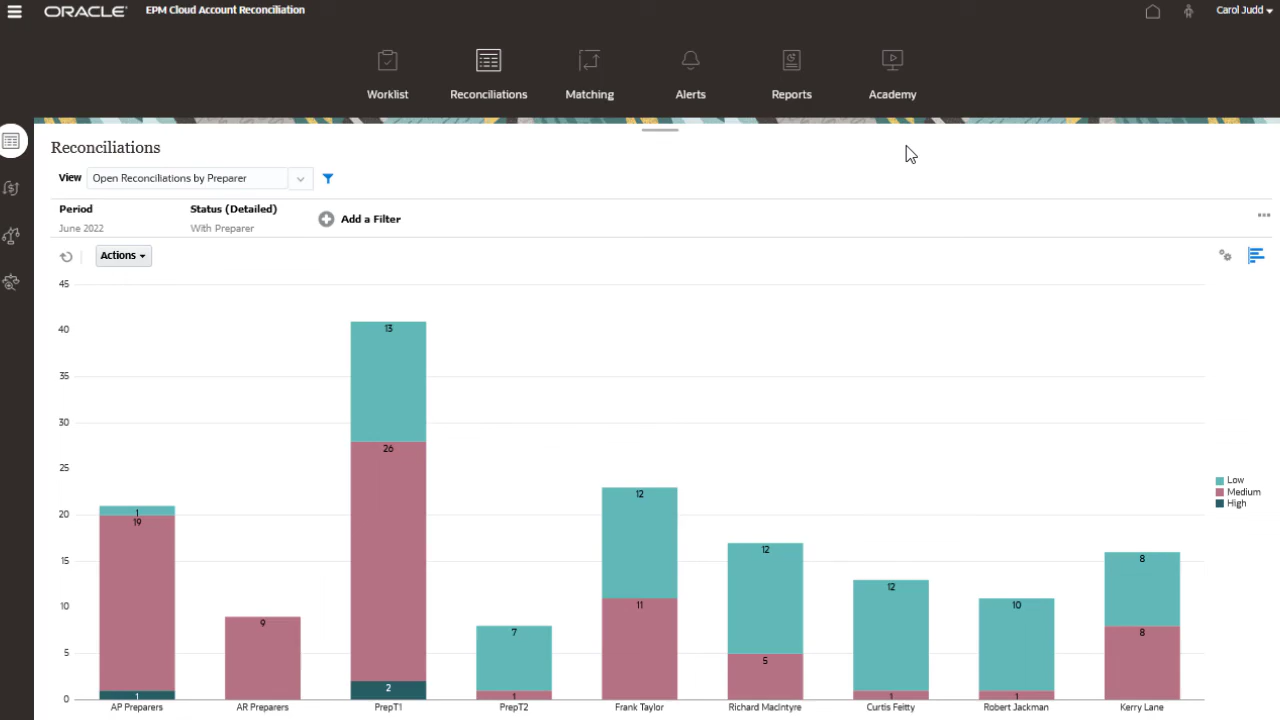 ORACLE EPM Cloud Account Reconciliation Carol Judd
Worklist Reconciliations Matching Alerts Reports Academy
Reconciliations
View Open Reconciliations by Preparer
Period Status (Detailed) Add a Filter
June 2022 With Preparer
Actions
45
40
35
30
25
20
15
10
5
0
1 19 1
9
13 26 2
7 1
12 11
12 5
12 1
10 1
8 8
AP Preparers AR Preparers PrepT1 PrepT2 Frank Taylor Richard MacIntyre Curtis Feitty Robert Jackman Kerry Lane
Low
Medium
High